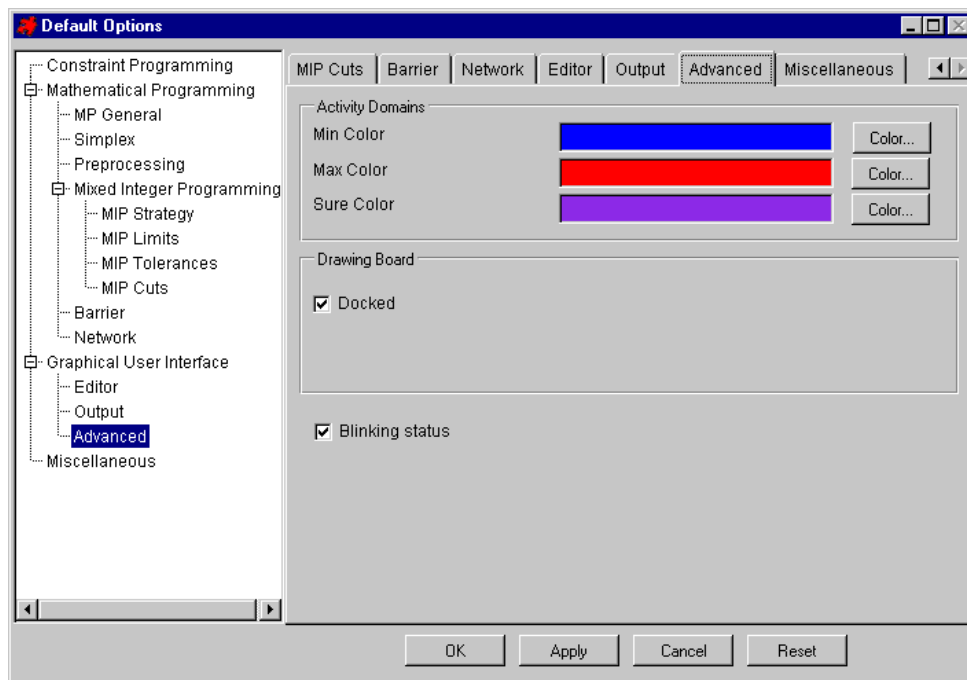 Default Options
Constraint Programming
Mathematical Programming
MP General
Simplex
Preprocessing
Mixed Integer Programming
MIP Strategy
MIP Limits
MIP Tolerances
MIP Cuts
Barrier
Network
Graphical User Interface
Editor
Output
Advanced
Miscellaneous
MIP Cuts Barrier Network Editor Output Advanced Miscellaneous
Activity Domains
Min Color Color...
Max Color Color...
Sure Color Color...
Drawing Board
Docked
Blinking status
OK Apply Cancel Reset